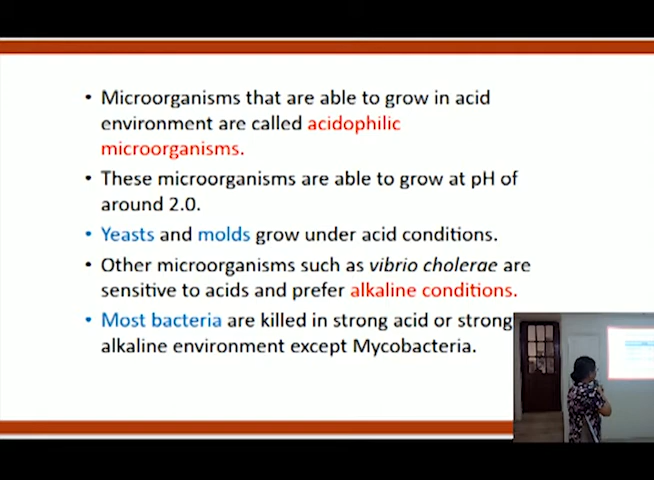 • Microorganisms that are able to grow in acid
environment are called acidophilic
microorganisms.
• These microorganisms are able to grow at pH of
around 2.0.
• Yeasts and molds grow under acid conditions.
• Other microorganisms such as vibrio cholerae are
sensitive to acids and prefer alkaline conditions.
• Most bacteria are killed in strong acid or strong
alkaline environment except Mycobacteria.